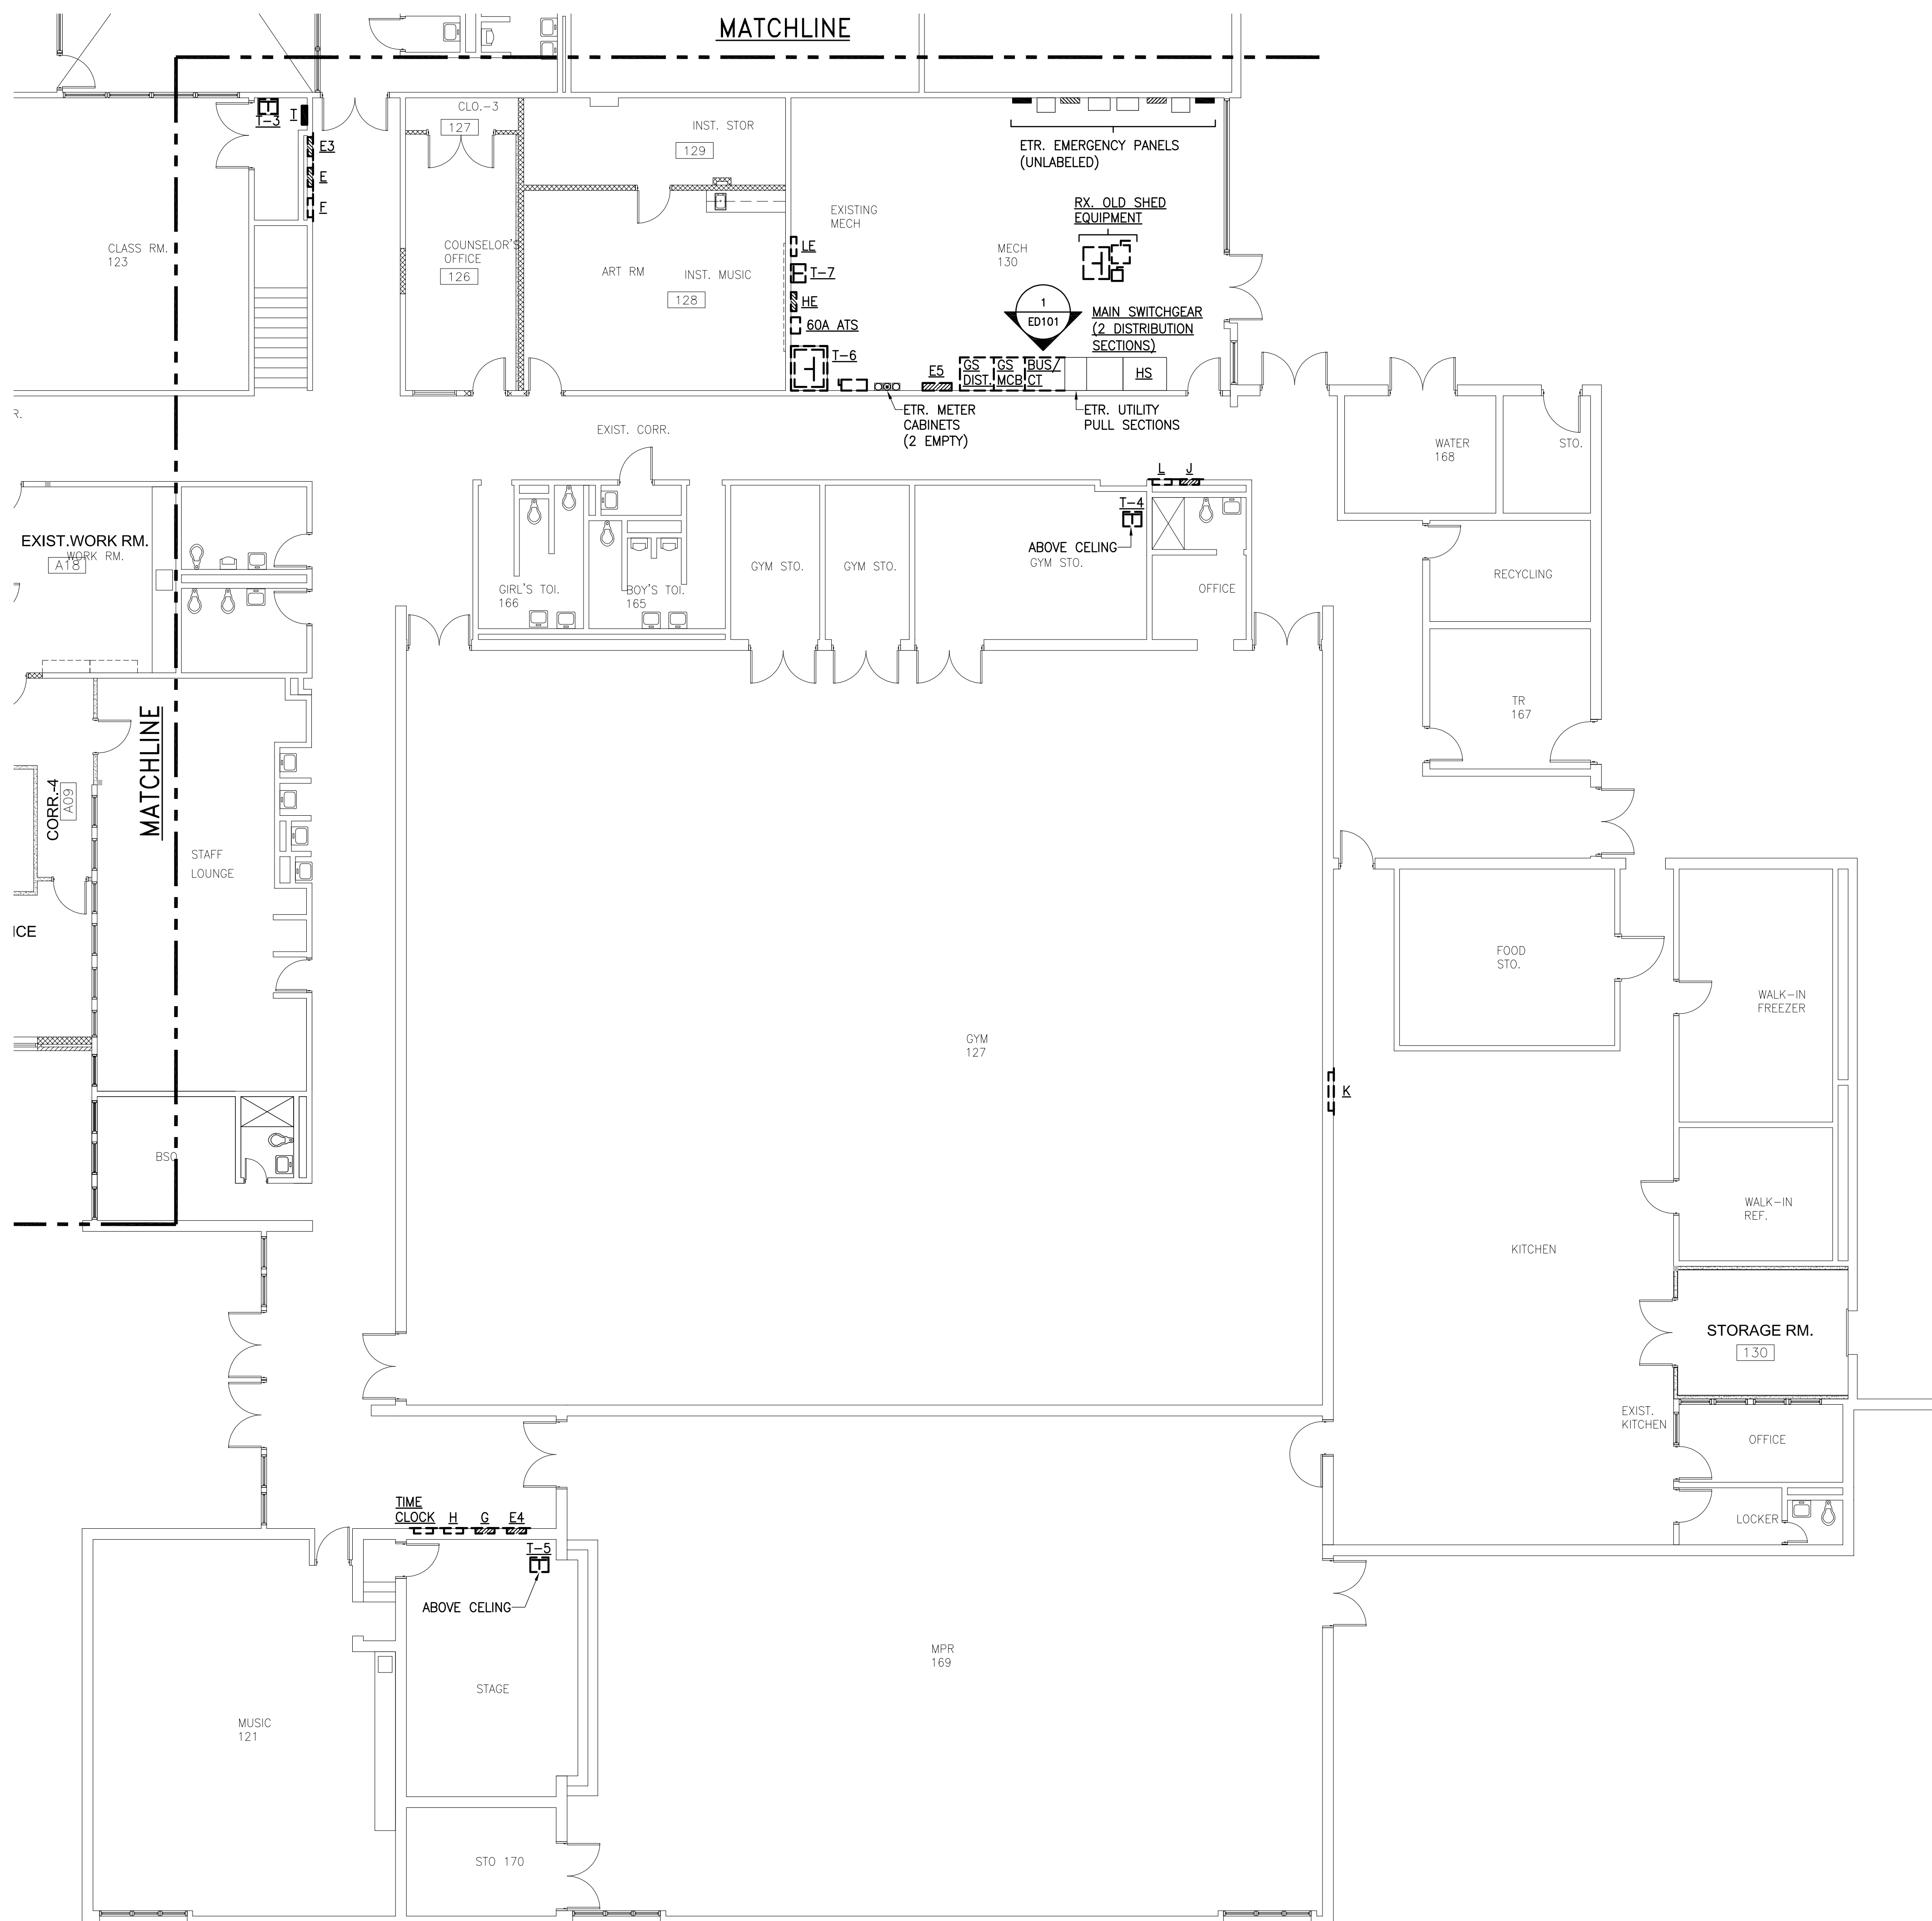 MATCHLINE
CLO.-3
127
INST. STOR
129
T-3
I
E3
E
F
ETR. EMERGENCY PANELS
(UNLABELED)
CLASS RM.
123
COUNSELOR'S
OFFICE
126
ART RM
INST. MUSIC
128
EXISTING
MECH
MECH
130
RX. OLD SHED
EQUIPMENT
LE
T-7
HE
60A ATS
T-6
1
ED101
MAIN SWITCHGEAR
(2 DISTRIBUTION
SECTIONS)
E5
GS
DIST.
GS
MCB
BUS/
CT
HS
ETR. METER
CABINETS
(2 EMPTY)
ETR. UTILITY
PULL SECTIONS
R.
EXIST. CORR.
WATER
168
STO.
L
J
T-4
ABOVE CELING
GYM STO.
EXIST.WORK RM.
WORK RM.
A18
GIRL'S TOI.
166
BOY'S TOI.
165
GYM STO.
GYM STO.
OFFICE
RECYCLING
TR
167
MATCHLINE
CORR.-4
A09
STAFF
LOUNGE
ICE
FOOD
STO.
WALK-IN
FREEZER
GYM
127
K
BSO
WALK-IN
REF.
KITCHEN
STORAGE RM.
130
EXIST.
KITCHEN
OFFICE
LOCKER
TIME
CLOCK
H
G
E4
T-5
ABOVE CELING
MPR
169
STAGE
MUSIC
121
STO 170